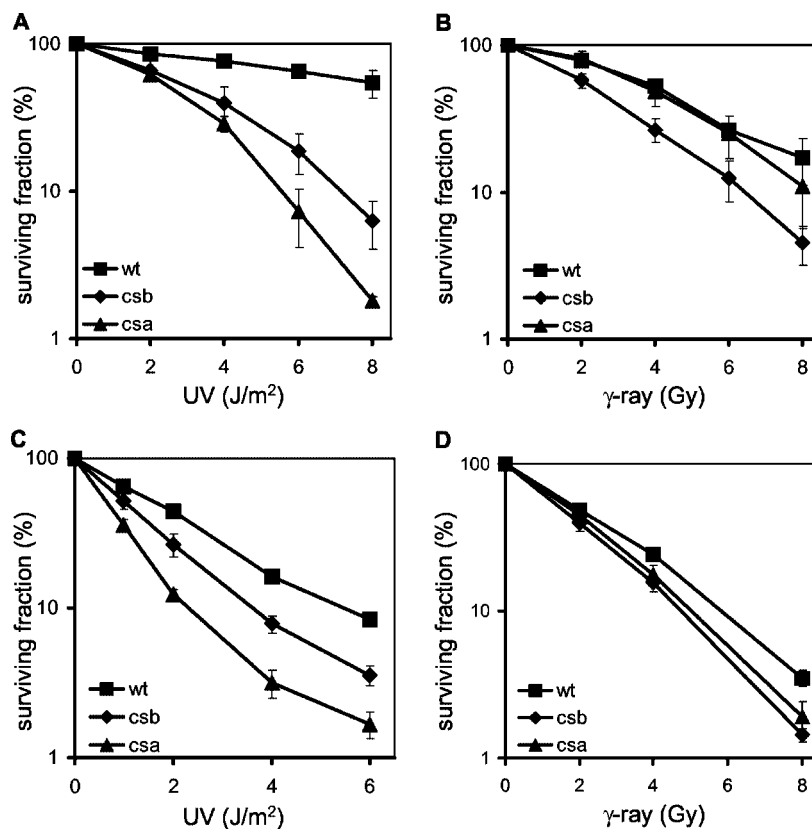 A
surviving fraction (%)
100
10
1
wt
csb
csa
0 2 4 6 8
UV (J/m²)
B
surviving fraction (%)
100
10
1
wt
csb
csa
0 2 4 6 8
γ-ray (Gy)
C
surviving fraction (%)
100
10
1
wt
csb
csa
0 2 4 6
UV (J/m²)
D
surviving fraction (%)
100
10
1
wt
csb
csa
0 2 4 6 8
γ-ray (Gy)